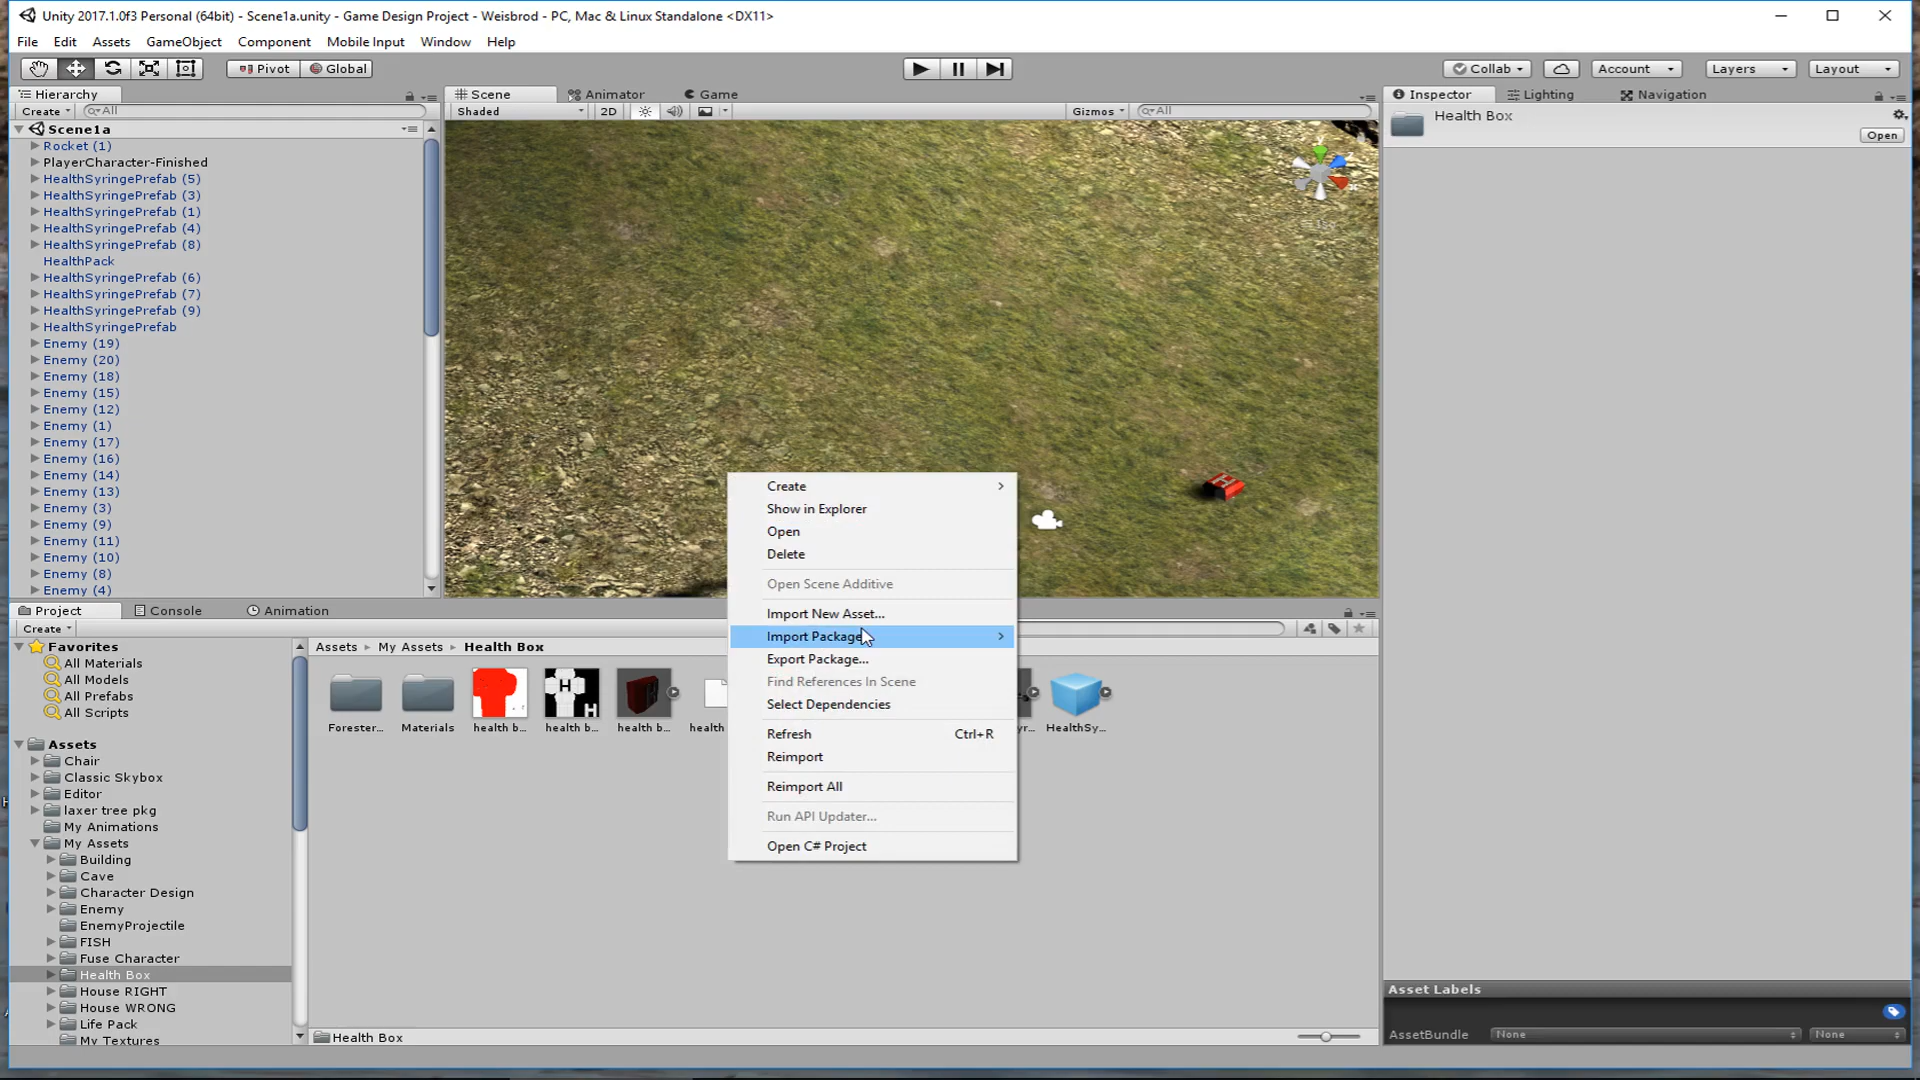 Unity 2017.1.0f3 Personal (64bit) - Scene1a.unity - Game Design Project - Weisbrod - PC, Mac & Linux Standalone <DX11>
File Edit Assets GameObject Component Mobile Input Window Help
Pivot Global Collab Account Layers Layout
Hierarchy Scene Animator Game Inspector Lighting Navigation
Create All Shaded 2D Gizmos All
Health Box
Open
Scene1a
Rocket (1)
PlayerCharacter-Finished
HealthSyringePrefab (5)
HealthSyringePrefab (3)
HealthSyringePrefab (1)
HealthSyringePrefab (4)
HealthSyringePrefab (8)
HealthPack
HealthSyringePrefab (6)
HealthSyringePrefab (7)
HealthSyringePrefab (9)
HealthSyringePrefab
Enemy (19)
Enemy (20)
Enemy (18)
Enemy (15)
Enemy (12)
Enemy (1)
Enemy (17)
Enemy (16)
Enemy (14)
Enemy (13)
Enemy (3)
Enemy (9)
Enemy (11)
Enemy (10)
Enemy (8)
Enemy (4)
H
Create
Show in Explorer
Open
Delete
Open Scene Additive
Import New Asset...
Import Package
Export Package...
Find References In Scene
Select Dependencies
Refresh Ctrl+R
Reimport
Reimport All
Run API Updater...
Open C# Project
Project Console Animation
Create
Favorites
All Materials
All Models
All Prefabs
All Scripts
Assets
Chair
Classic Skybox
Editor
laxer tree pkg
My Animations
My Assets
Building
Cave
Character Design
Enemy
EnemyProjectile
FISH
Fuse Character
Health Box
House RIGHT
House WRONG
Life Pack
My Textures
Assets My Assets Health Box
H H H
Forester... Materials health b... health b... health b... health yr... HealthSy...
Health Box
Asset Labels
AssetBundle None None